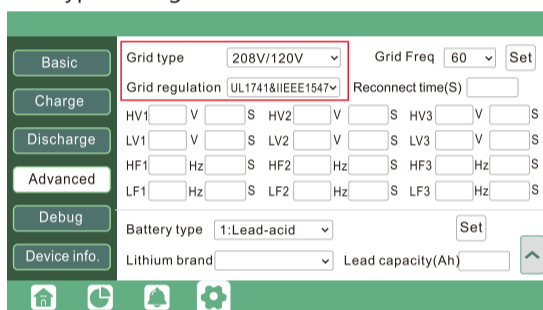 Basic
Charge
Discharge
Advanced
Debug
Device info.
Grid type 208V/120V Grid Freq 60 Set
Grid regulation UL1741&IIEEE1547 Reconnect time(S)
HV1 V S HV2 V S HV3 V S
LV1 V S LV2 V S LV3 V S
HF1 Hz S HF2 Hz S HF3 Hz S
LF1 Hz S LF2 Hz S LF3 Hz S
Battery type 1:Lead-acid Set
Lithium brand Lead capacity(Ah)